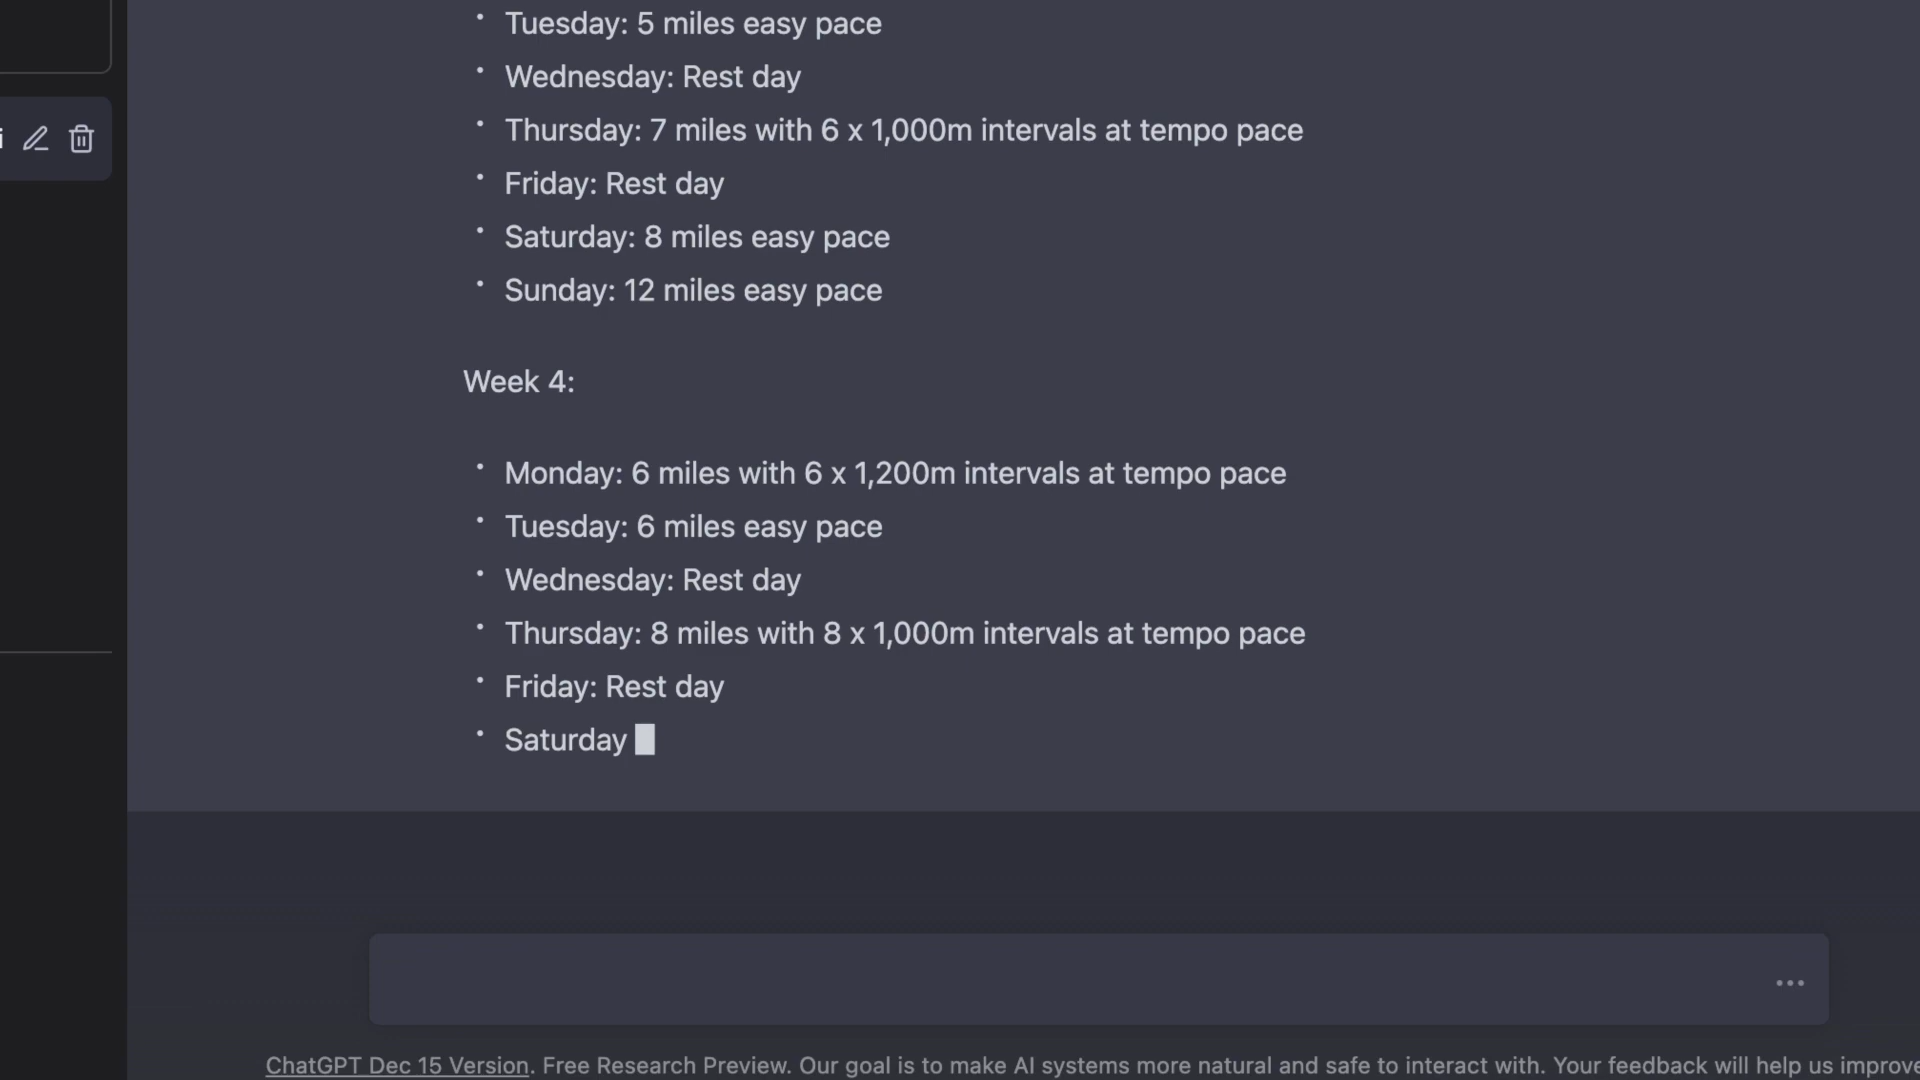 Tuesday: 5 miles easy pace
Wednesday: Rest day
Thursday: 7 miles with 6 x 1,000m intervals at tempo pace
Friday: Rest day
Saturday: 8 miles easy pace
Sunday: 12 miles easy pace
Week 4:
Monday: 6 miles with 6 x 1,200m intervals at tempo pace
Tuesday: 6 miles easy pace
Wednesday: Rest day
Thursday: 8 miles with 8 x 1,000m intervals at tempo pace
Friday: Rest day
Saturday
ChatGPT Dec 15 Version. Free Research Preview. Our goal is to make AI systems more natural and safe to interact with. Your feedback will help us improve